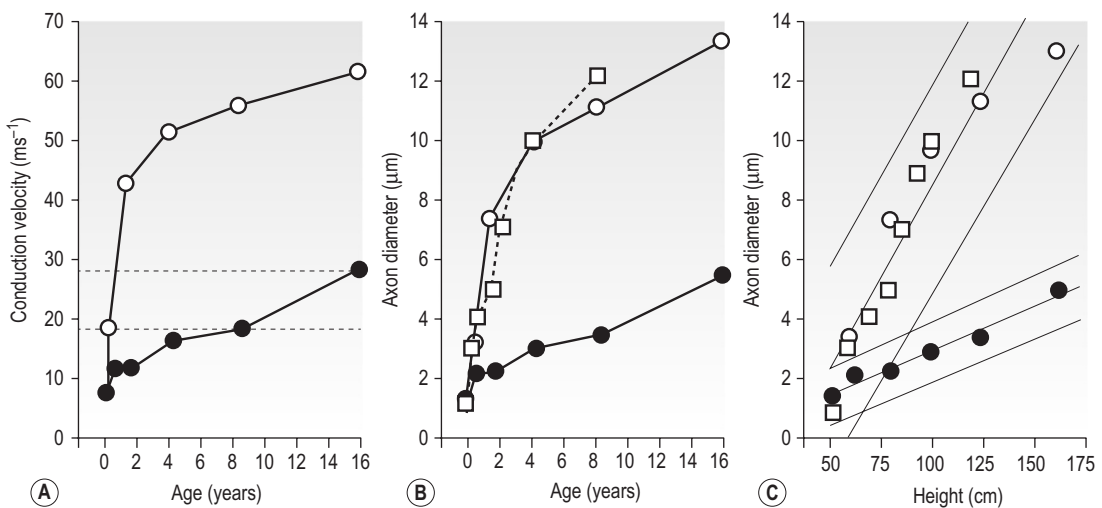 Conduction velocity (ms⁻¹)
70
60
50
40
30
20
10
0
0 2 4 6 8 10 12 14 16
Age (years)
A
Axon diameter (μm)
14
12
10
8
6
4
2
0
0 2 4 6 8 10 12 14 16
Age (years)
B
Axon diameter (μm)
14
12
10
8
6
4
2
0
50 75 100 125 150 175
Height (cm)
C